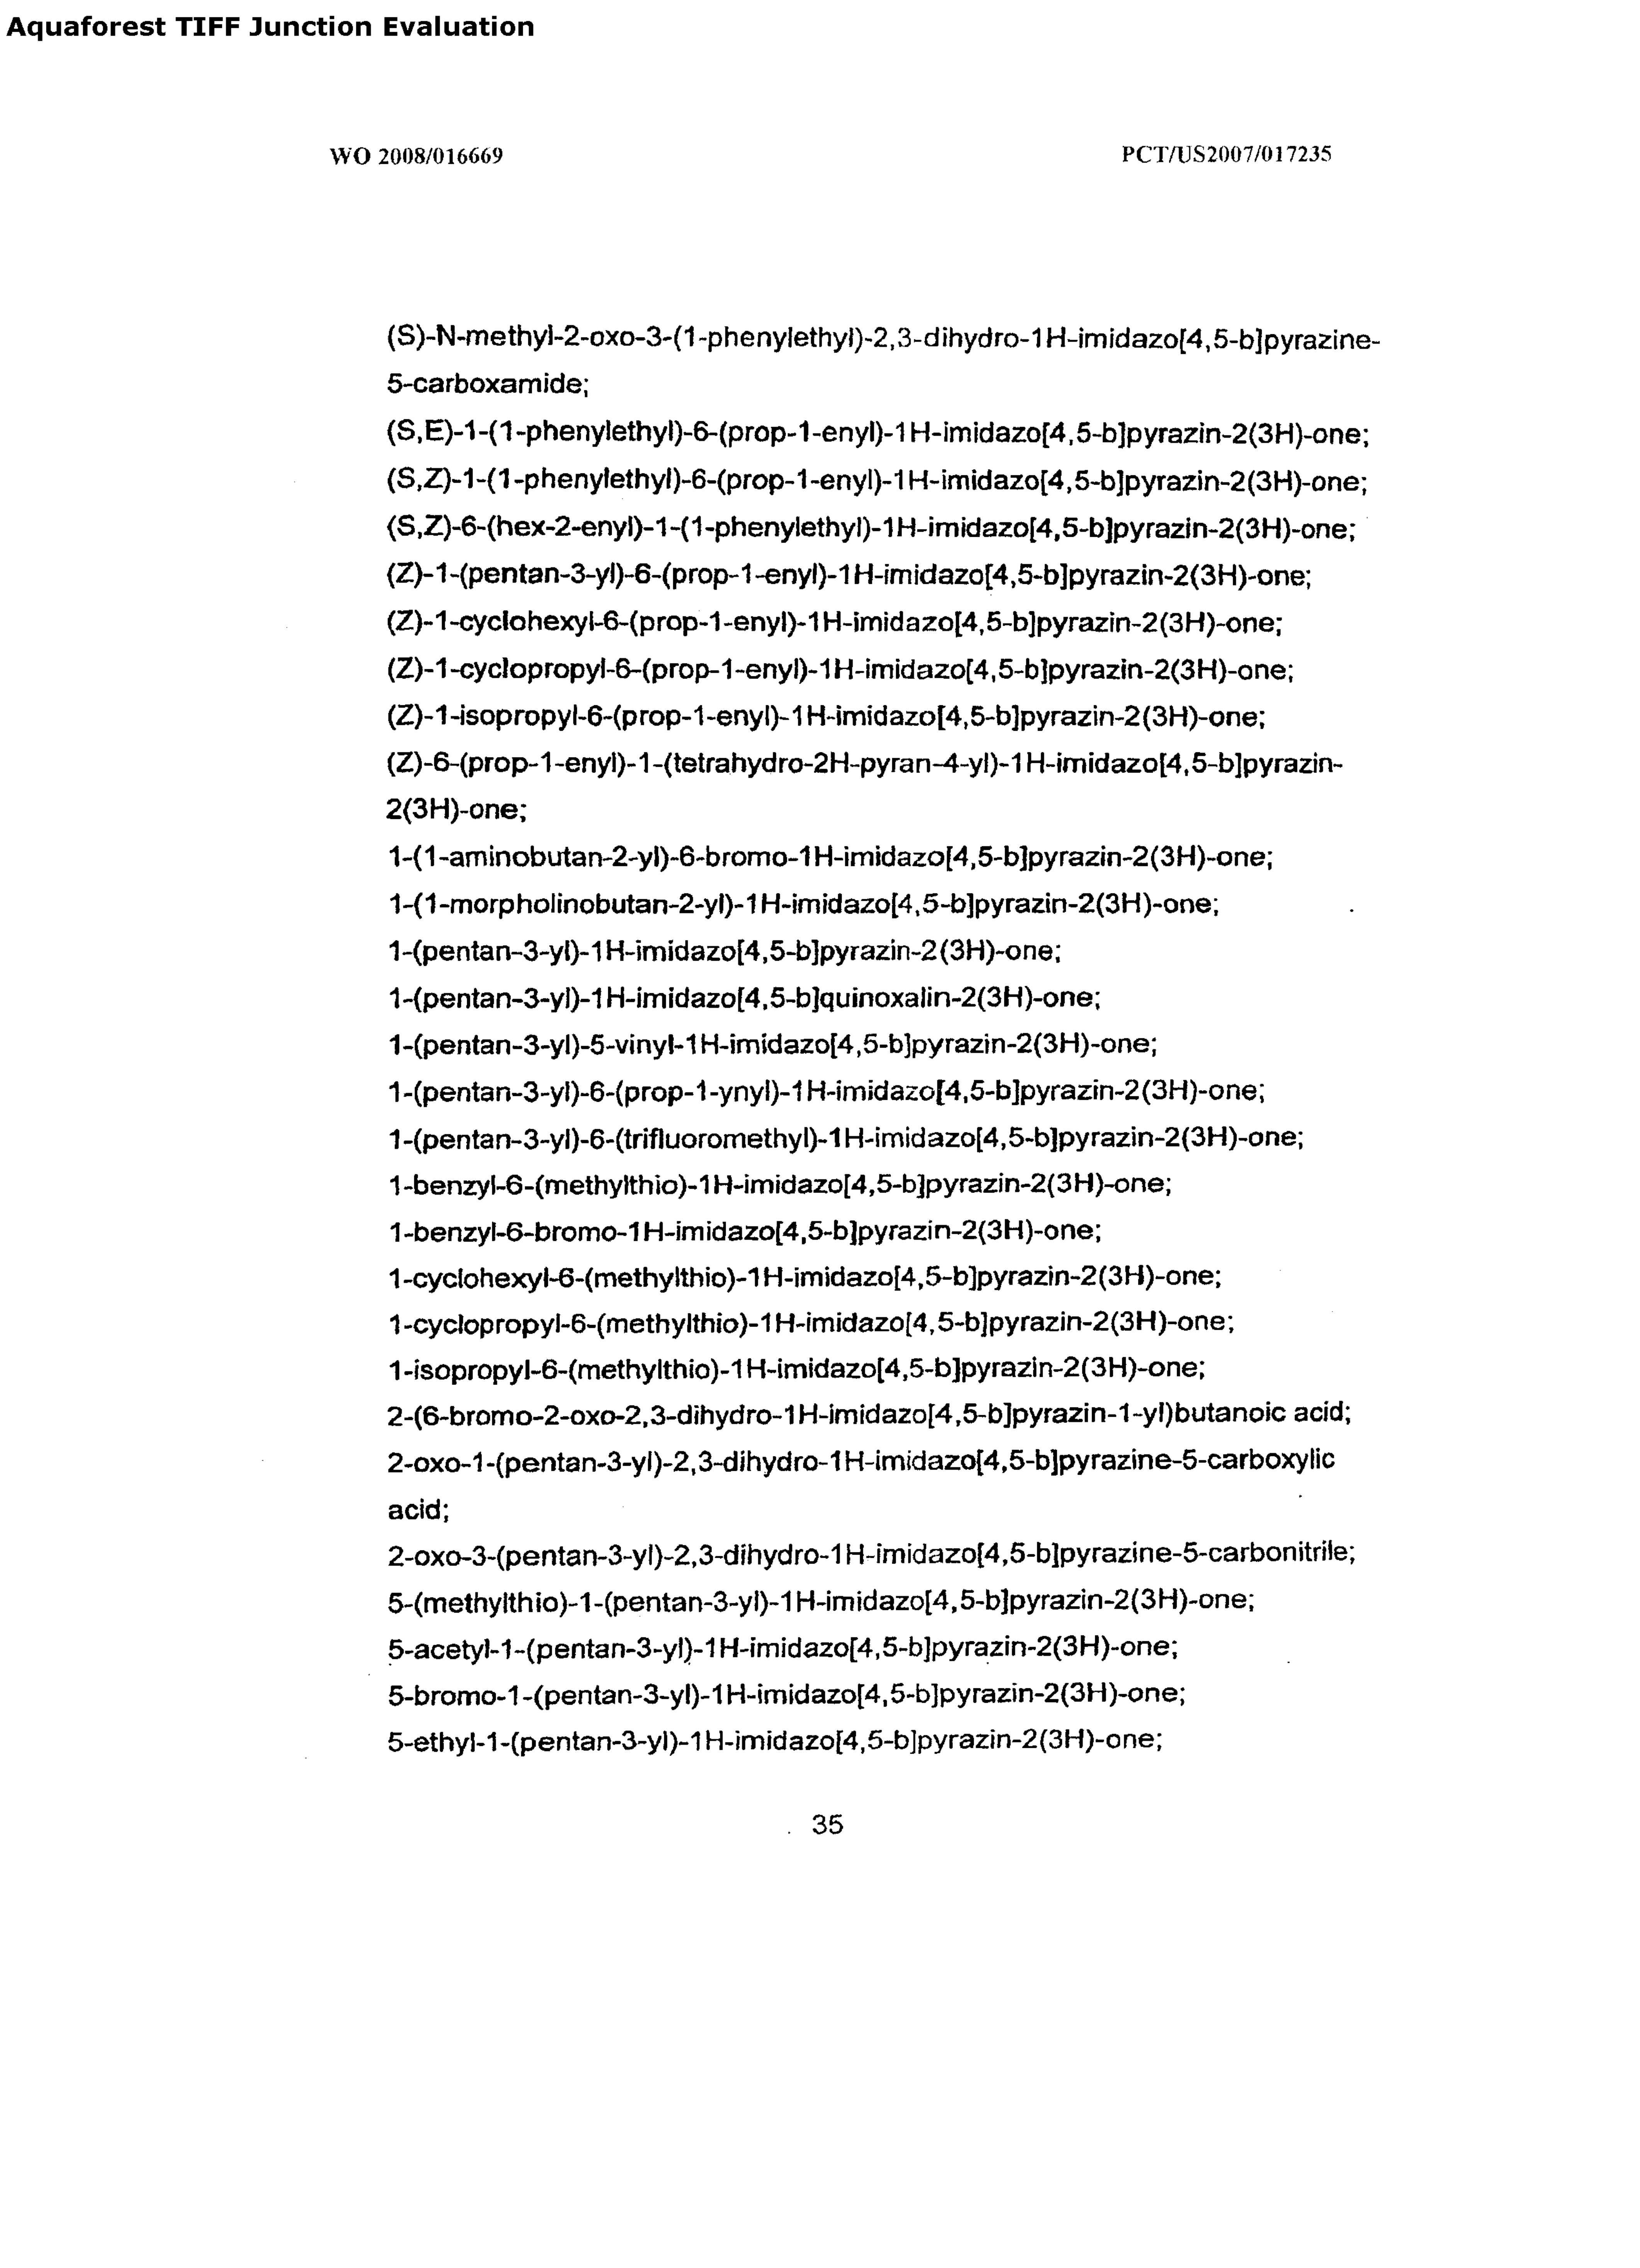 Aquaforest TIFF Junction Evaluation
WO 2008/016669 PCT/US2007/017235
(S)-N-methyl-2-oxo-3-(1-phenylethyl)-2,3-dihydro-1H-imidazo[4,5-b]pyrazine-
5-carboxamide;
(S,E)-1-(1-phenylethyl)-6-(prop-1-enyl)-1H-imidazo[4,5-b]pyrazin-2(3H)-one;
(S,Z)-1-(1-phenylethyl)-6-(prop-1-enyl)-1H-imidazo[4,5-b]pyrazin-2(3H)-one;
(S,Z)-6-(hex-2-enyl)-1-(1-phenylethyl)-1H-imidazo[4,5-b]pyrazin-2(3H)-one;
(Z)-1-(pentan-3-yl)-6-(prop-1-enyl)-1H-imidazo[4,5-b]pyrazin-2(3H)-one;
(Z)-1-cyclohexyl-6-(prop-1-enyl)-1H-imidazo[4,5-b]pyrazin-2(3H)-one;
(Z)-1-cyclopropyl-6-(prop-1-enyl)-1H-imidazo[4,5-b]pyrazin-2(3H)-one;
(Z)-1-isopropyl-6-(prop-1-enyl)-1H-imidazo[4,5-b]pyrazin-2(3H)-one;
(Z)-6-(prop-1-enyl)-1-(tetrahydro-2H-pyran-4-yl)-1H-imidazo[4,5-b]pyrazin-
2(3H)-one;
1-(1-aminobutan-2-yl)-6-bromo-1H-imidazo[4,5-b]pyrazin-2(3H)-one;
1-(1-morpholinobutan-2-yl)-1H-imidazo[4,5-b]pyrazin-2(3H)-one;
1-(pentan-3-yl)-1H-imidazo[4,5-b]pyrazin-2(3H)-one;
1-(pentan-3-yl)-1H-imidazo[4,5-b]quinoxalin-2(3H)-one;
1-(pentan-3-yl)-5-vinyl-1H-imidazo[4,5-b]pyrazin-2(3H)-one;
1-(pentan-3-yl)-6-(prop-1-ynyl)-1H-imidazo[4,5-b]pyrazin-2(3H)-one;
1-(pentan-3-yl)-6-(trifluoromethyl)-1H-imidazo[4,5-b]pyrazin-2(3H)-one;
1-benzyl-6-(methylthio)-1H-imidazo[4,5-b]pyrazin-2(3H)-one;
1-benzyl-6-bromo-1H-imidazo[4,5-b]pyrazin-2(3H)-one;
1-cyclohexyl-6-(methylthio)-1H-imidazo[4,5-b]pyrazin-2(3H)-one;
1-cyclopropyl-6-(methylthio)-1H-imidazo[4,5-b]pyrazin-2(3H)-one;
1-isopropyl-6-(methylthio)-1H-imidazo[4,5-b]pyrazin-2(3H)-one;
2-(6-bromo-2-oxo-2,3-dihydro-1H-imidazo[4,5-b]pyrazin-1-yl)butanoic acid;
2-oxo-1-(pentan-3-yl)-2,3-dihydro-1H-imidazo[4,5-b]pyrazine-5-carboxylic
acid;
2-oxo-3-(pentan-3-yl)-2,3-dihydro-1H-imidazo[4,5-b]pyrazine-5-carbonitrile;
5-(methylthio)-1-(pentan-3-yl)-1H-imidazo[4,5-b]pyrazin-2(3H)-one;
5-acetyl-1-(pentan-3-yl)-1H-imidazo[4,5-b]pyrazin-2(3H)-one;
5-bromo-1-(pentan-3-yl)-1H-imidazo[4,5-b]pyrazin-2(3H)-one;
5-ethyl-1-(pentan-3-yl)-1H-imidazo[4,5-b]pyrazin-2(3H)-one;
35